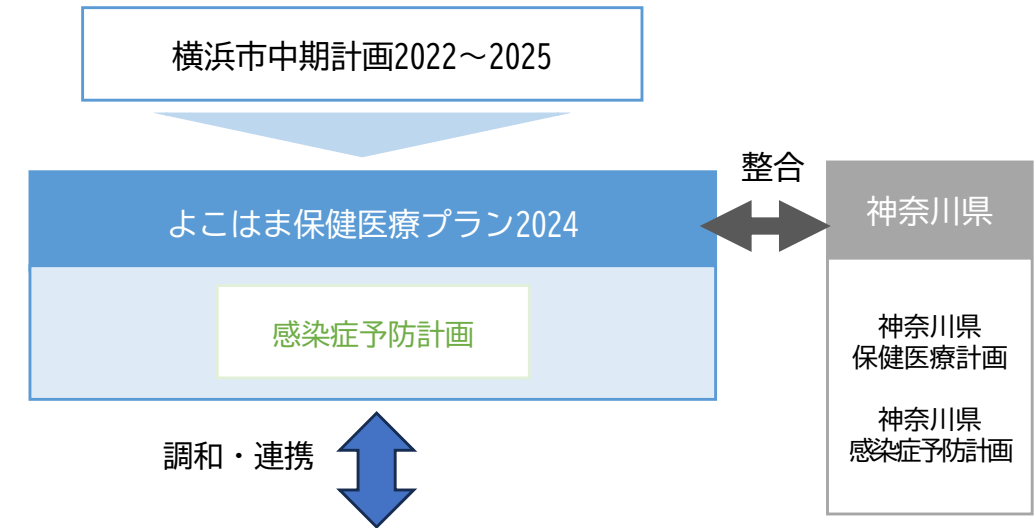 横浜市中期計画2022～2025
整合
よこはま保健医療プラン2024
神奈川県
感染症予防計画
神奈川県
保健医療計画
神奈川県
感染症予防計画
調和・連携